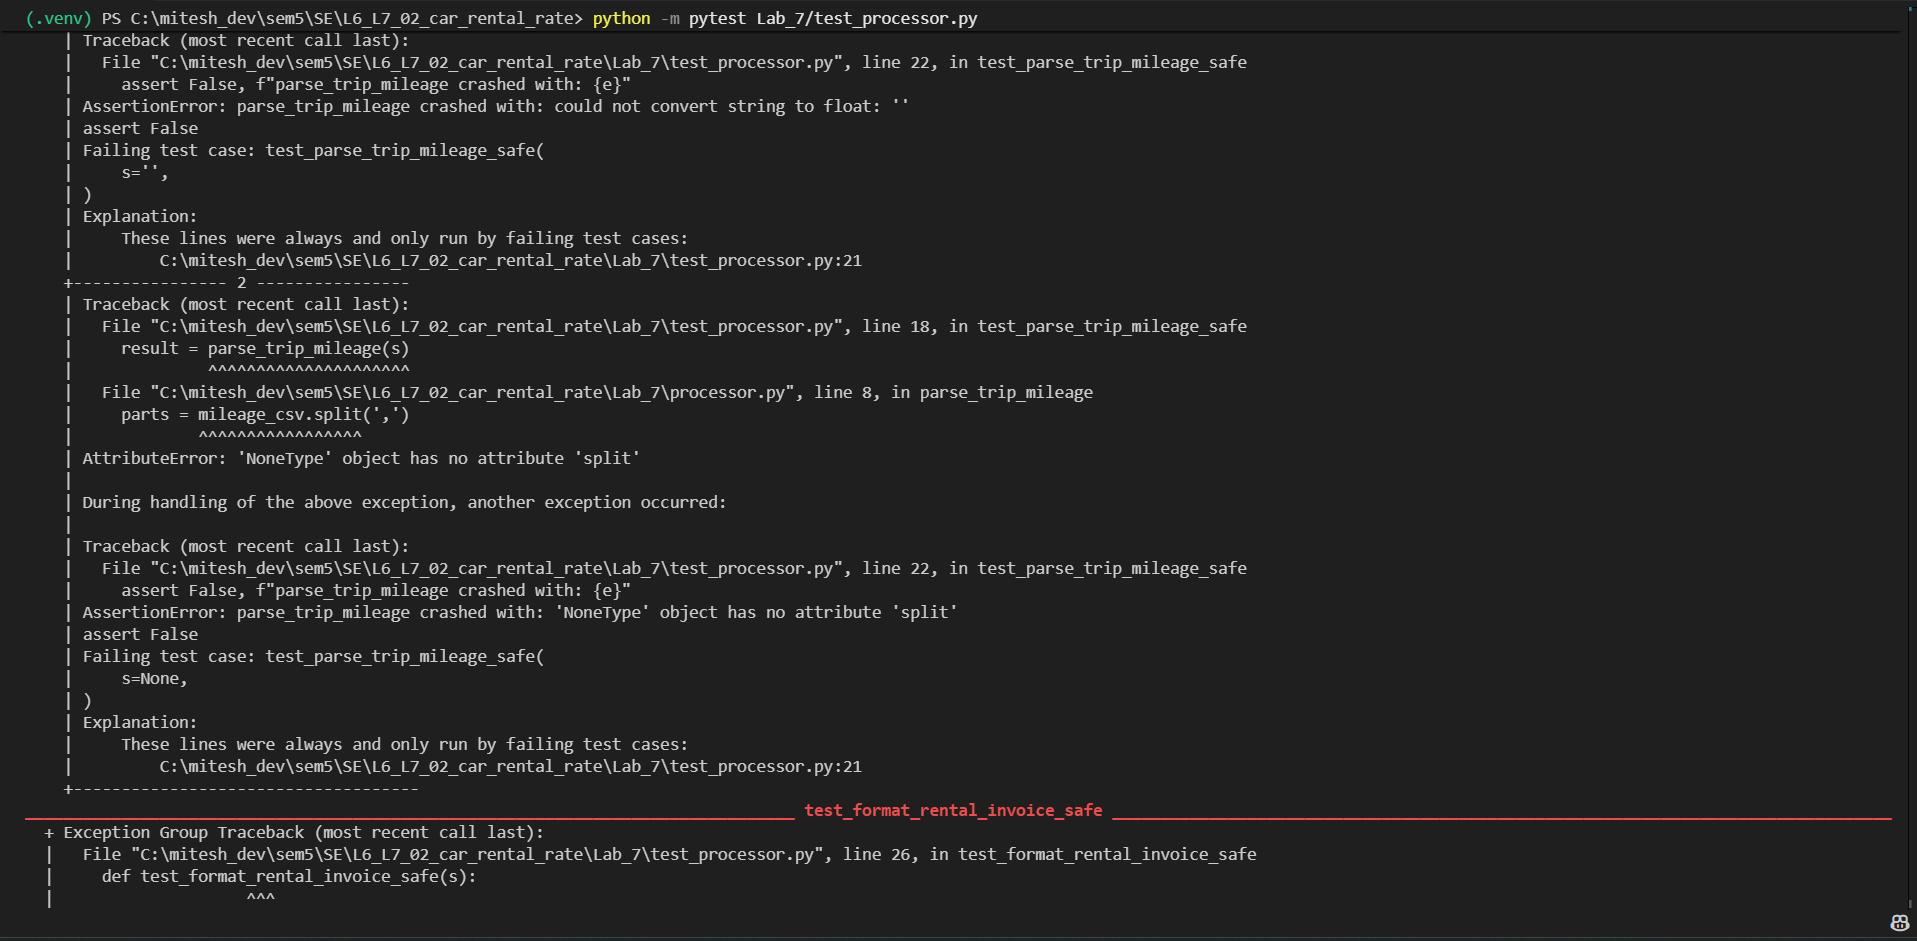 (.venv) PS C:\mitesh_dev\sem5\SE\L6_L7_02_car_rental_rate> python -m pytest Lab_7/test_processor.py
    | Traceback (most recent call last):
    |   File "C:\mitesh_dev\sem5\SE\L6_L7_02_car_rental_rate\Lab_7\test_processor.py", line 22, in test_parse_trip_mileage_safe
    |     assert False, f"parse_trip_mileage crashed with: {e}"
    | AssertionError: parse_trip_mileage crashed with: could not convert string to float: ''
    | assert False
    | Failing test case: test_parse_trip_mileage_safe(
    |     s='',
    | )
    | Explanation:
    |     These lines were always and only run by failing test cases:
    |         C:\mitesh_dev\sem5\SE\L6_L7_02_car_rental_rate\Lab_7\test_processor.py:21
    +---------------- 2 ----------------
    | Traceback (most recent call last):
    |   File "C:\mitesh_dev\sem5\SE\L6_L7_02_car_rental_rate\Lab_7\test_processor.py", line 18, in test_parse_trip_mileage_safe
    |     result = parse_trip_mileage(s)
    |              ^^^^^^^^^^^^^^^^^^^^^
    |   File "C:\mitesh_dev\sem5\SE\L6_L7_02_car_rental_rate\Lab_7\processor.py", line 8, in parse_trip_mileage
    |     parts = mileage_csv.split(',')
    |             ^^^^^^^^^^^^^^^^^
    | AttributeError: 'NoneType' object has no attribute 'split'
    |
    | During handling of the above exception, another exception occurred:
    |
    | Traceback (most recent call last):
    |   File "C:\mitesh_dev\sem5\SE\L6_L7_02_car_rental_rate\Lab_7\test_processor.py", line 22, in test_parse_trip_mileage_safe
    |     assert False, f"parse_trip_mileage crashed with: {e}"
    | AssertionError: parse_trip_mileage crashed with: 'NoneType' object has no attribute 'split'
    | assert False
    | Failing test case: test_parse_trip_mileage_safe(
    |     s=None,
    | )
    | Explanation:
    |     These lines were always and only run by failing test cases:
    |         C:\mitesh_dev\sem5\SE\L6_L7_02_car_rental_rate\Lab_7\test_processor.py:21
    +------------------------------------
________________________________________________________________________________ test_format_rental_invoice_safe _________________________________________________________________________________
  + Exception Group Traceback (most recent call last):
  |   File "C:\mitesh_dev\sem5\SE\L6_L7_02_car_rental_rate\Lab_7\test_processor.py", line 26, in test_format_rental_invoice_safe
  |     def test_format_rental_invoice_safe(s):
  |                    ^^^